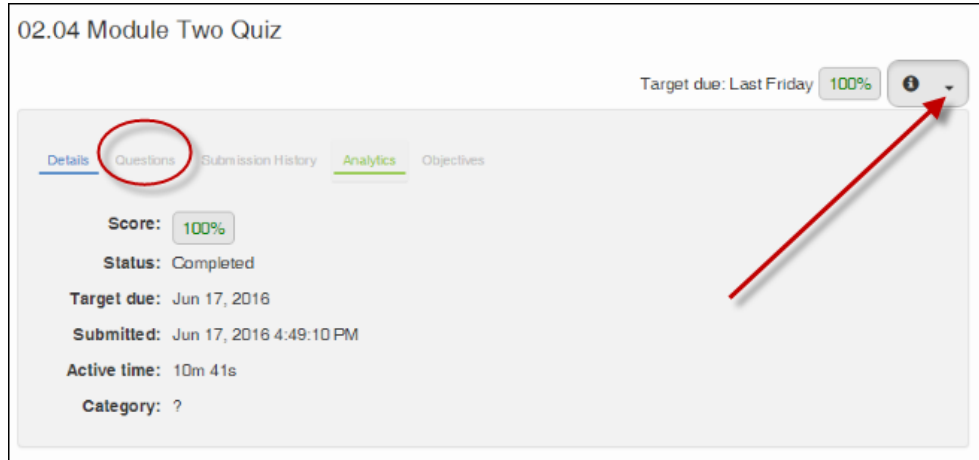 02.04 Module Two Quiz
Target due: Last Friday 100%
Details Questions Submission History Analytics Objectives
Score: 100%
Status: Completed
Target due: Jun 17, 2016
Submitted: Jun 17, 2016 4:49:10 PM
Active time: 10m 41s
Category: ?